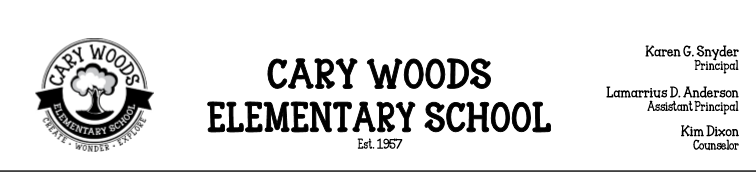 CARY WOODS
ELEMENTARY SCHOOL
CREATE • WONDER • EXPLORE
CARY WOODS
ELEMENTARY SCHOOL
Est. 1957
Karen G. Snyder
Principal
Lamarrius D. Anderson
Assistant Principal
Kim Dixon
Counselor